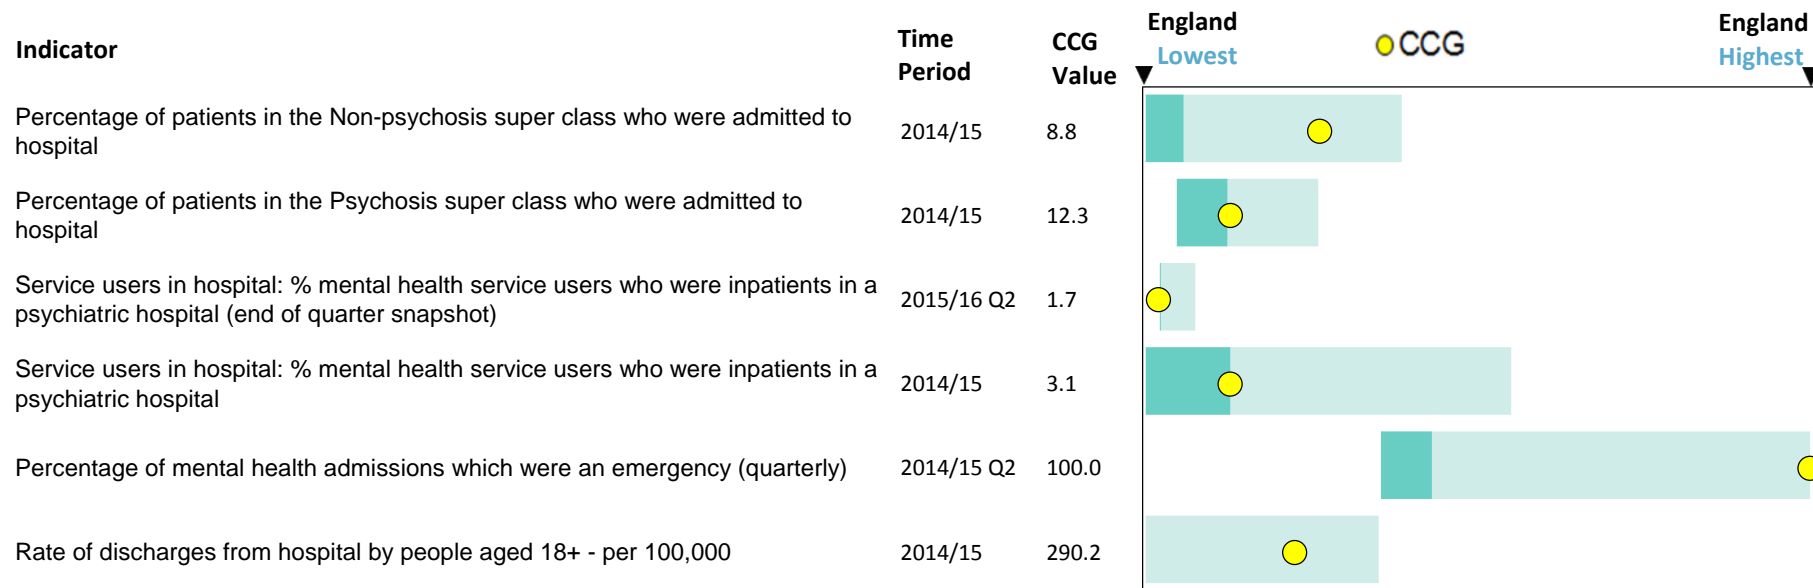 Indicator
Time
Period
CCG
Value
England
Lowest
CCG
England
Highest
Percentage of patients in the Non-psychosis super class who were admitted to
hospital
2014/15
8.8
Percentage of patients in the Psychosis super class who were admitted to
hospital
2014/15
12.3
Service users in hospital: % mental health service users who were inpatients in a
psychiatric hospital (end of quarter snapshot)
2015/16 Q2
1.7
Service users in hospital: % mental health service users who were inpatients in a
psychiatric hospital
2014/15
3.1
Percentage of mental health admissions which were an emergency (quarterly)
2014/15 Q2
100.0
Rate of discharges from hospital by people aged 18+ - per 100,000
2014/15
290.2